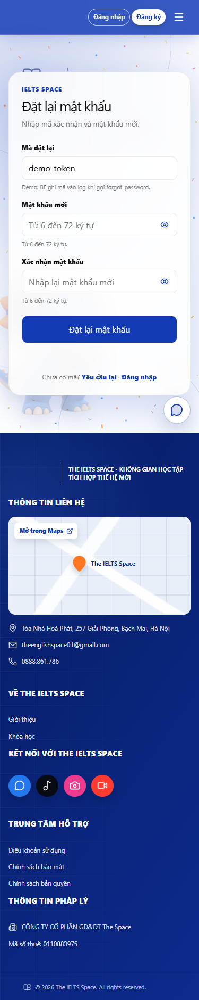 Đăng nhập
Đăng ký
IELTS SPACE
Đặt lại mật khẩu
Nhập mã xác nhận và mật khẩu mới.
Mã đặt lại
demo-token
Demo: BE ghi mã vào log khi gọi forgot-password.
Mật khẩu mới
Từ 6 đến 72 ký tự
Từ 6 đến 72 ký tự.
Xác nhận mật khẩu
Nhập lại mật khẩu mới
Từ 6 đến 72 ký tự.
Đặt lại mật khẩu
Chưa có mã? Yêu cầu lại · Đăng nhập
THE IELTS SPACE - KHÔNG GIAN HỌC TẬP
TÍCH HỢP THẾ HỆ MỚI
THÔNG TIN LIÊN HỆ
Mở trong Maps
The IELTS Space
Tòa Nhà Hoà Phát, 257 Giải Phóng, Bạch Mai, Hà Nội
theenglishspace01@gmail.com
0888.861.786
VỀ THE IELTS SPACE
Giới thiệu
Khóa học
KẾT NỐI VỚI THE IELTS SPACE
TRUNG TÂM HỖ TRỢ
Điều khoản sử dụng
Chính sách bảo mật
Chính sách bản quyền
THÔNG TIN PHÁP LÝ
CÔNG TY CỔ PHẦN GD&ĐT The Space
Mã số thuế: 0110883975
© 2026 The IELTS Space. All rights reserved.